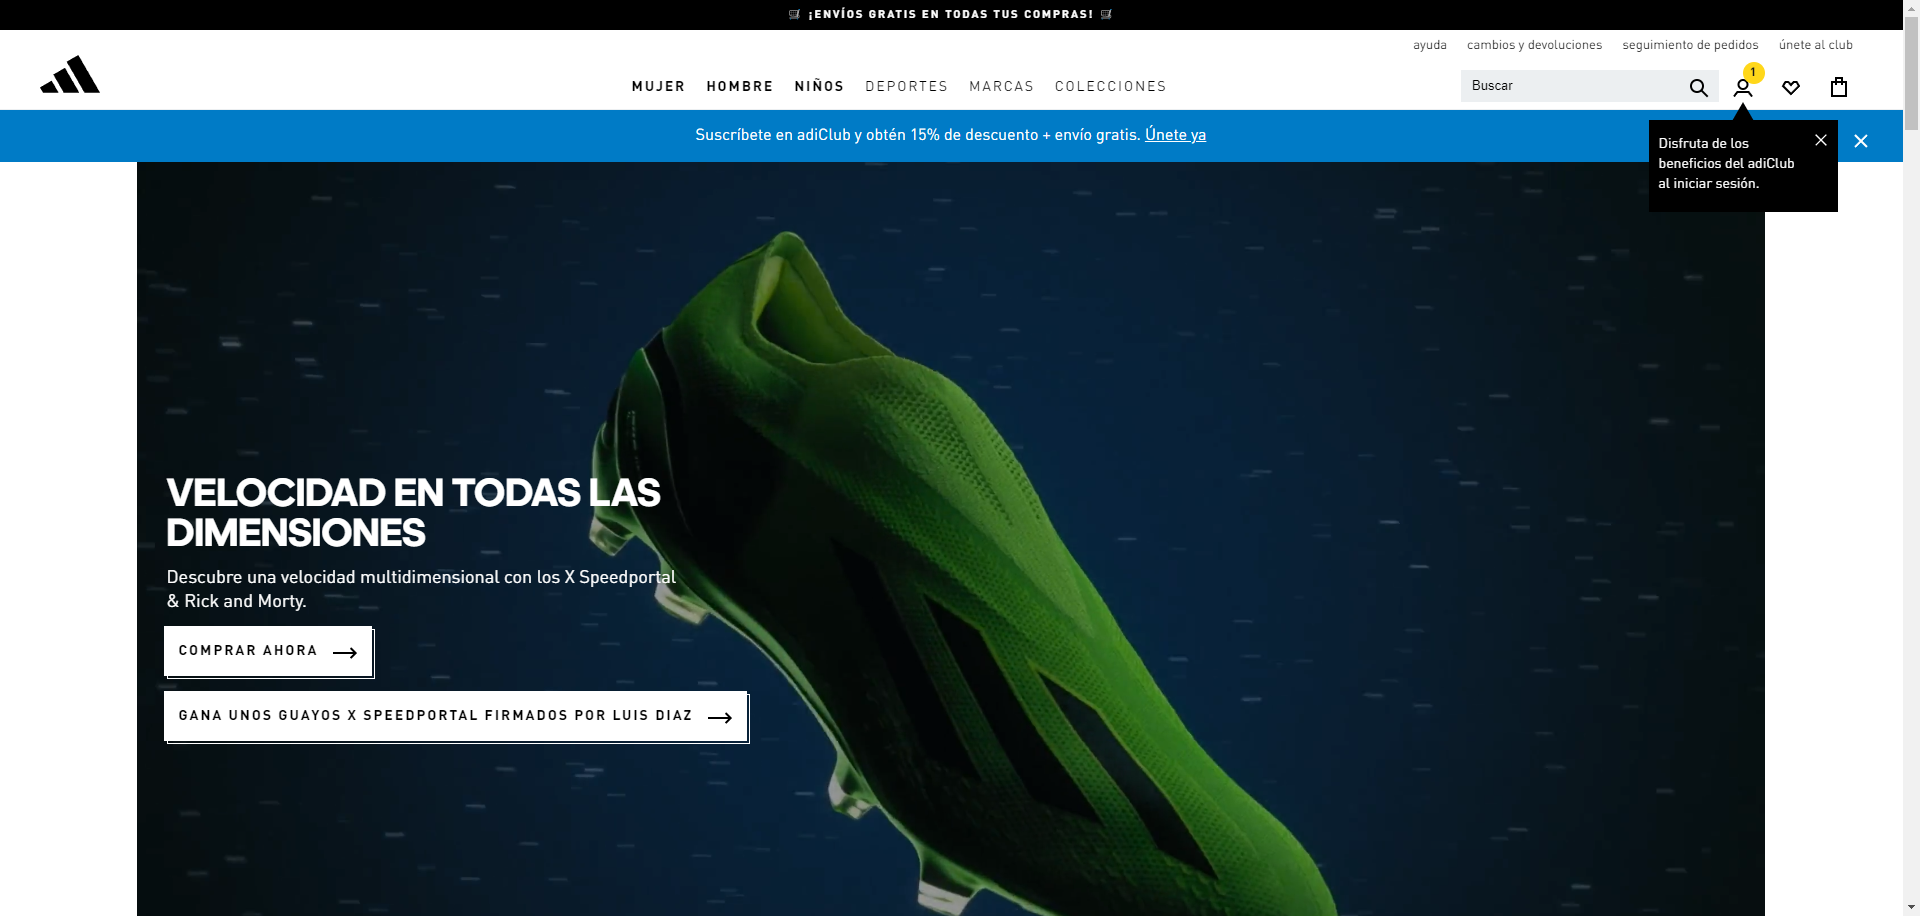 ¡ENVÍOS GRATIS EN TODAS TUS COMPRAS!
ayuda cambios y devoluciones seguimiento de pedidos únete al club
MUJER HOMBRE NIÑOS DEPORTES MARCAS COLECCIONES
Buscar
1
Suscríbete en adiClub y obtén 15% de descuento + envío gratis. Únete ya
Disfruta de los
beneficios del adiClub
al iniciar sesión.
VELOCIDAD EN TODAS LAS
DIMENSIONES
Descubre una velocidad multidimensional con los X Speedportal
& Rick and Morty.
COMPRAR AHORA
GANA UNOS GUAYOS X SPEEDPORTAL FIRMADOS POR LUIS DIAZ